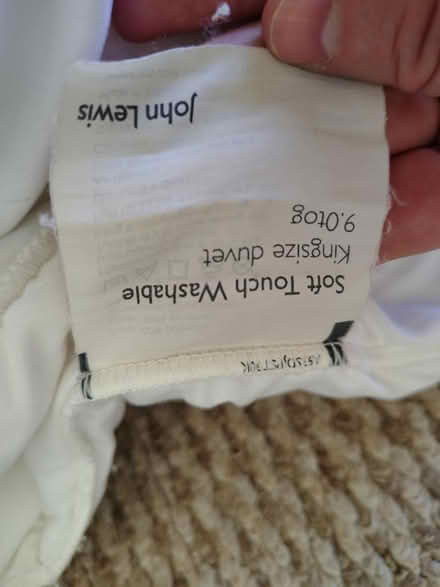 Soft Touch Washable
Kingsize duvet
9.0tog
John Lewis